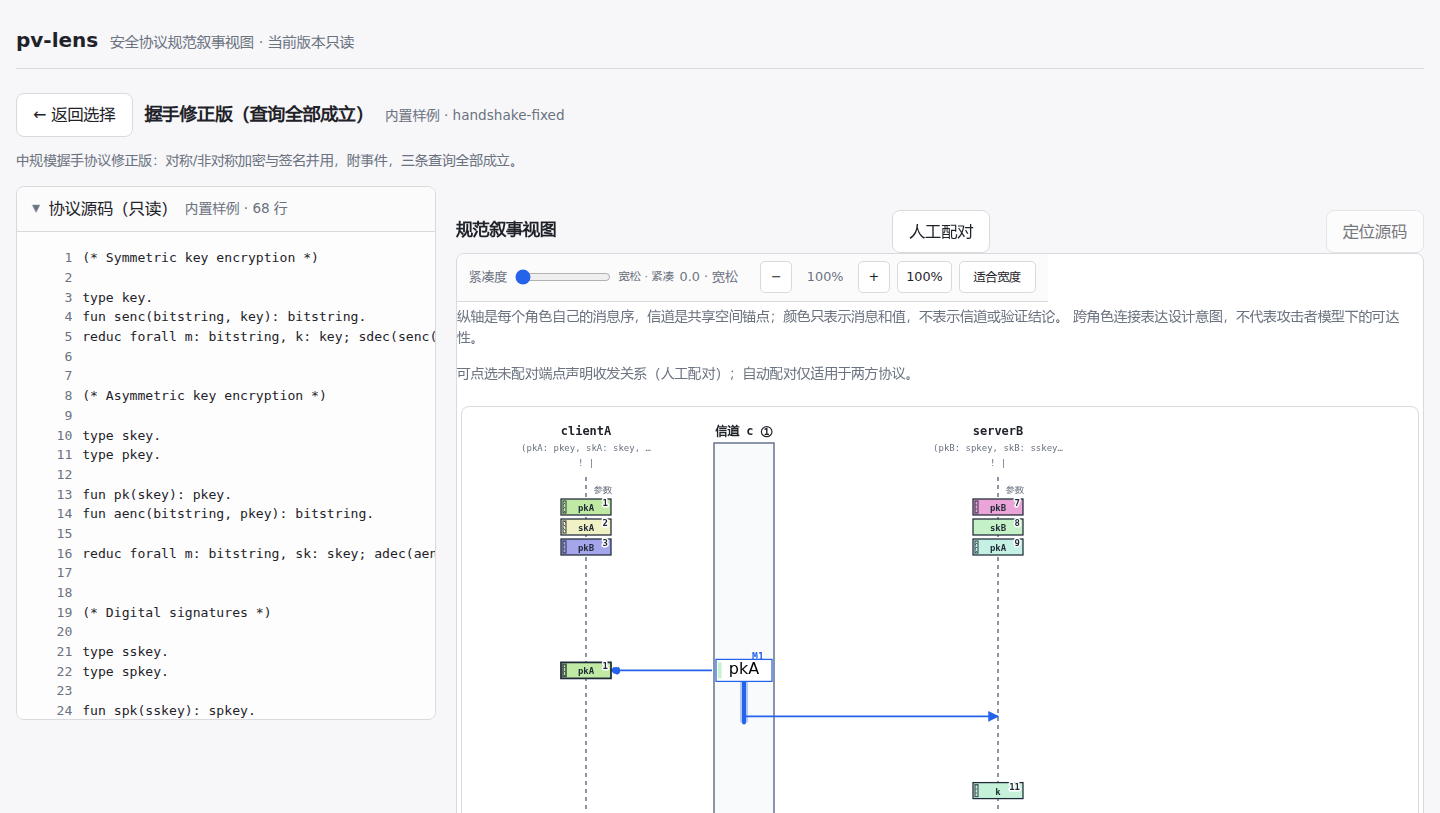 pv-lens 安全协议规范叙事视图 · 当前版本只读
← 返回选择 握手修正版（查询全部成立） 内置样例 · handshake-fixed
中规模握手协议修正版：对称/非对称加密与签名并用，附事件，三条查询全部成立。
▼ 协议源码（只读） 内置样例 · 68 行
1 (* Symmetric key encryption *)
2
3 type key.
4 fun senc(bitstring, key): bitstring.
5 reduc forall m: bitstring, k: key; sdec(senc(
6
7
8 (* Asymmetric key encryption *)
9
10 type skey.
11 type pkey.
12
13 fun pk(skey): pkey.
14 fun aenc(bitstring, pkey): bitstring.
15
16 reduc forall m: bitstring, sk: skey; adec(aen
17
18
19 (* Digital signatures *)
20
21 type sskey.
22 type spkey.
23
24 fun spk(sskey): spkey.
规范叙事视图 人工配对 定位源码
紧凑度 宽松 · 紧凑 0.0 · 宽松 − 100% + 100% 适合宽度
纵轴是每个角色自己的消息序，信道是共享空间锚点；颜色只表示消息和值，不表示信道或验证结论。 跨角色连接表达设计意图，不代表攻击者模型下的可达
性。
可点选未配对端点声明收发关系（人工配对）；自动配对仅适用于两方协议。
clientA 信道 c ① serverB
(pkA: pkey, skA: skey, … (pkB: spkey, skB: sskey…
! | ! |
参数 参数
pkA 1 pkB 7
skA 2 skB 8
pkB 3 pkA 9
M1
pkA 1 pkA
k 11